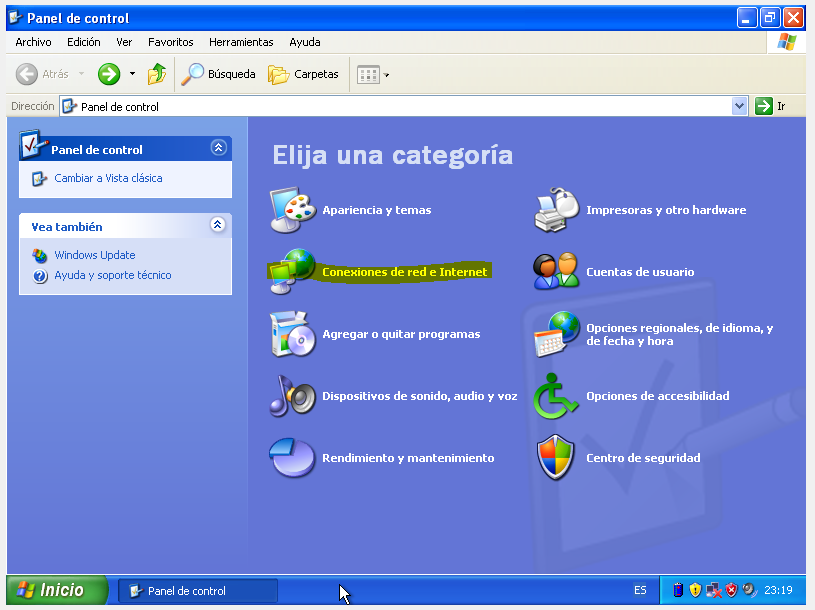 Panel de control
Archivo Edición Ver Favoritos Herramientas Ayuda
Atrás Búsqueda Carpetas
Dirección Panel de control Ir
Panel de control
Cambiar a Vista clásica
Vea también
Windows Update
Ayuda y soporte técnico
Elija una categoría
Apariencia y temas
Impresoras y otro hardware
Conexiones de red e Internet
Cuentas de usuario
Agregar o quitar programas
Opciones regionales, de idioma, y
de fecha y hora
Dispositivos de sonido, audio y voz
Opciones de accesibilidad
Rendimiento y mantenimiento
Centro de seguridad
Inicio Panel de control ES 23:19